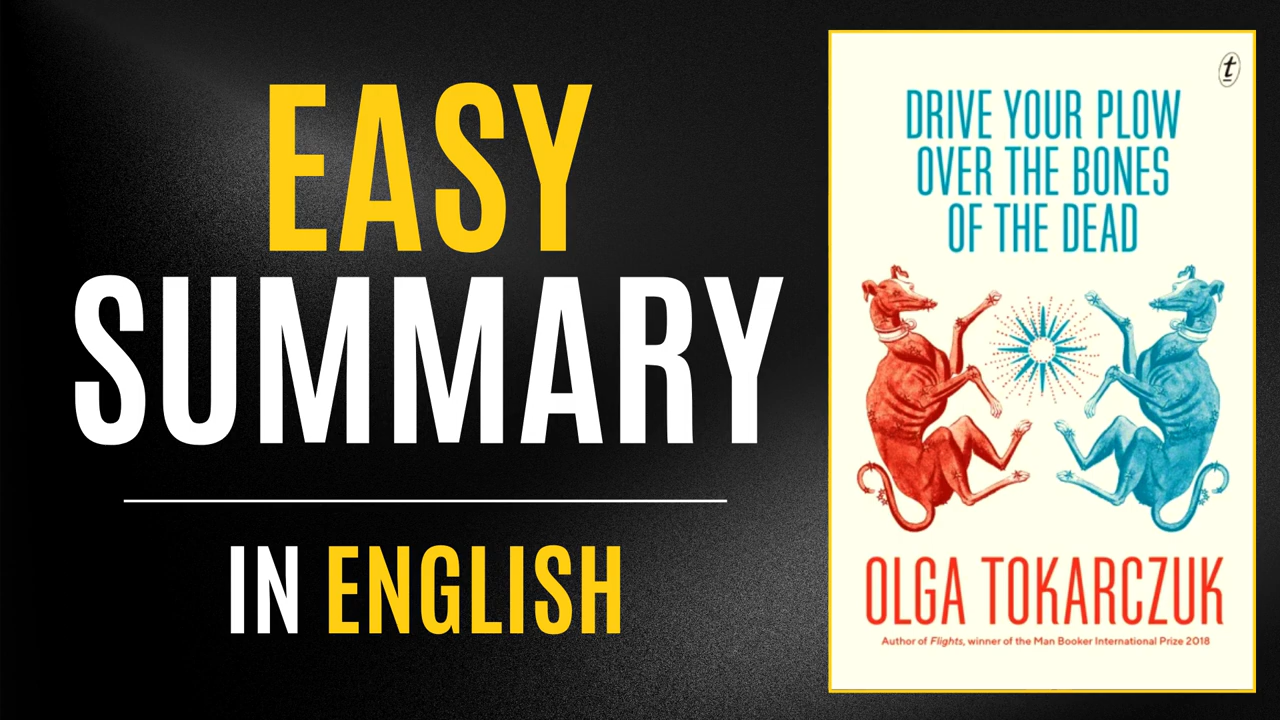 EASY
SUMMARY
IN ENGLISH
t
DRIVE YOUR PLOW
OVER THE BONES
OF THE DEAD
OLGA TOKARCZUK
Author of Flights, winner of the Man Booker International Prize 2018